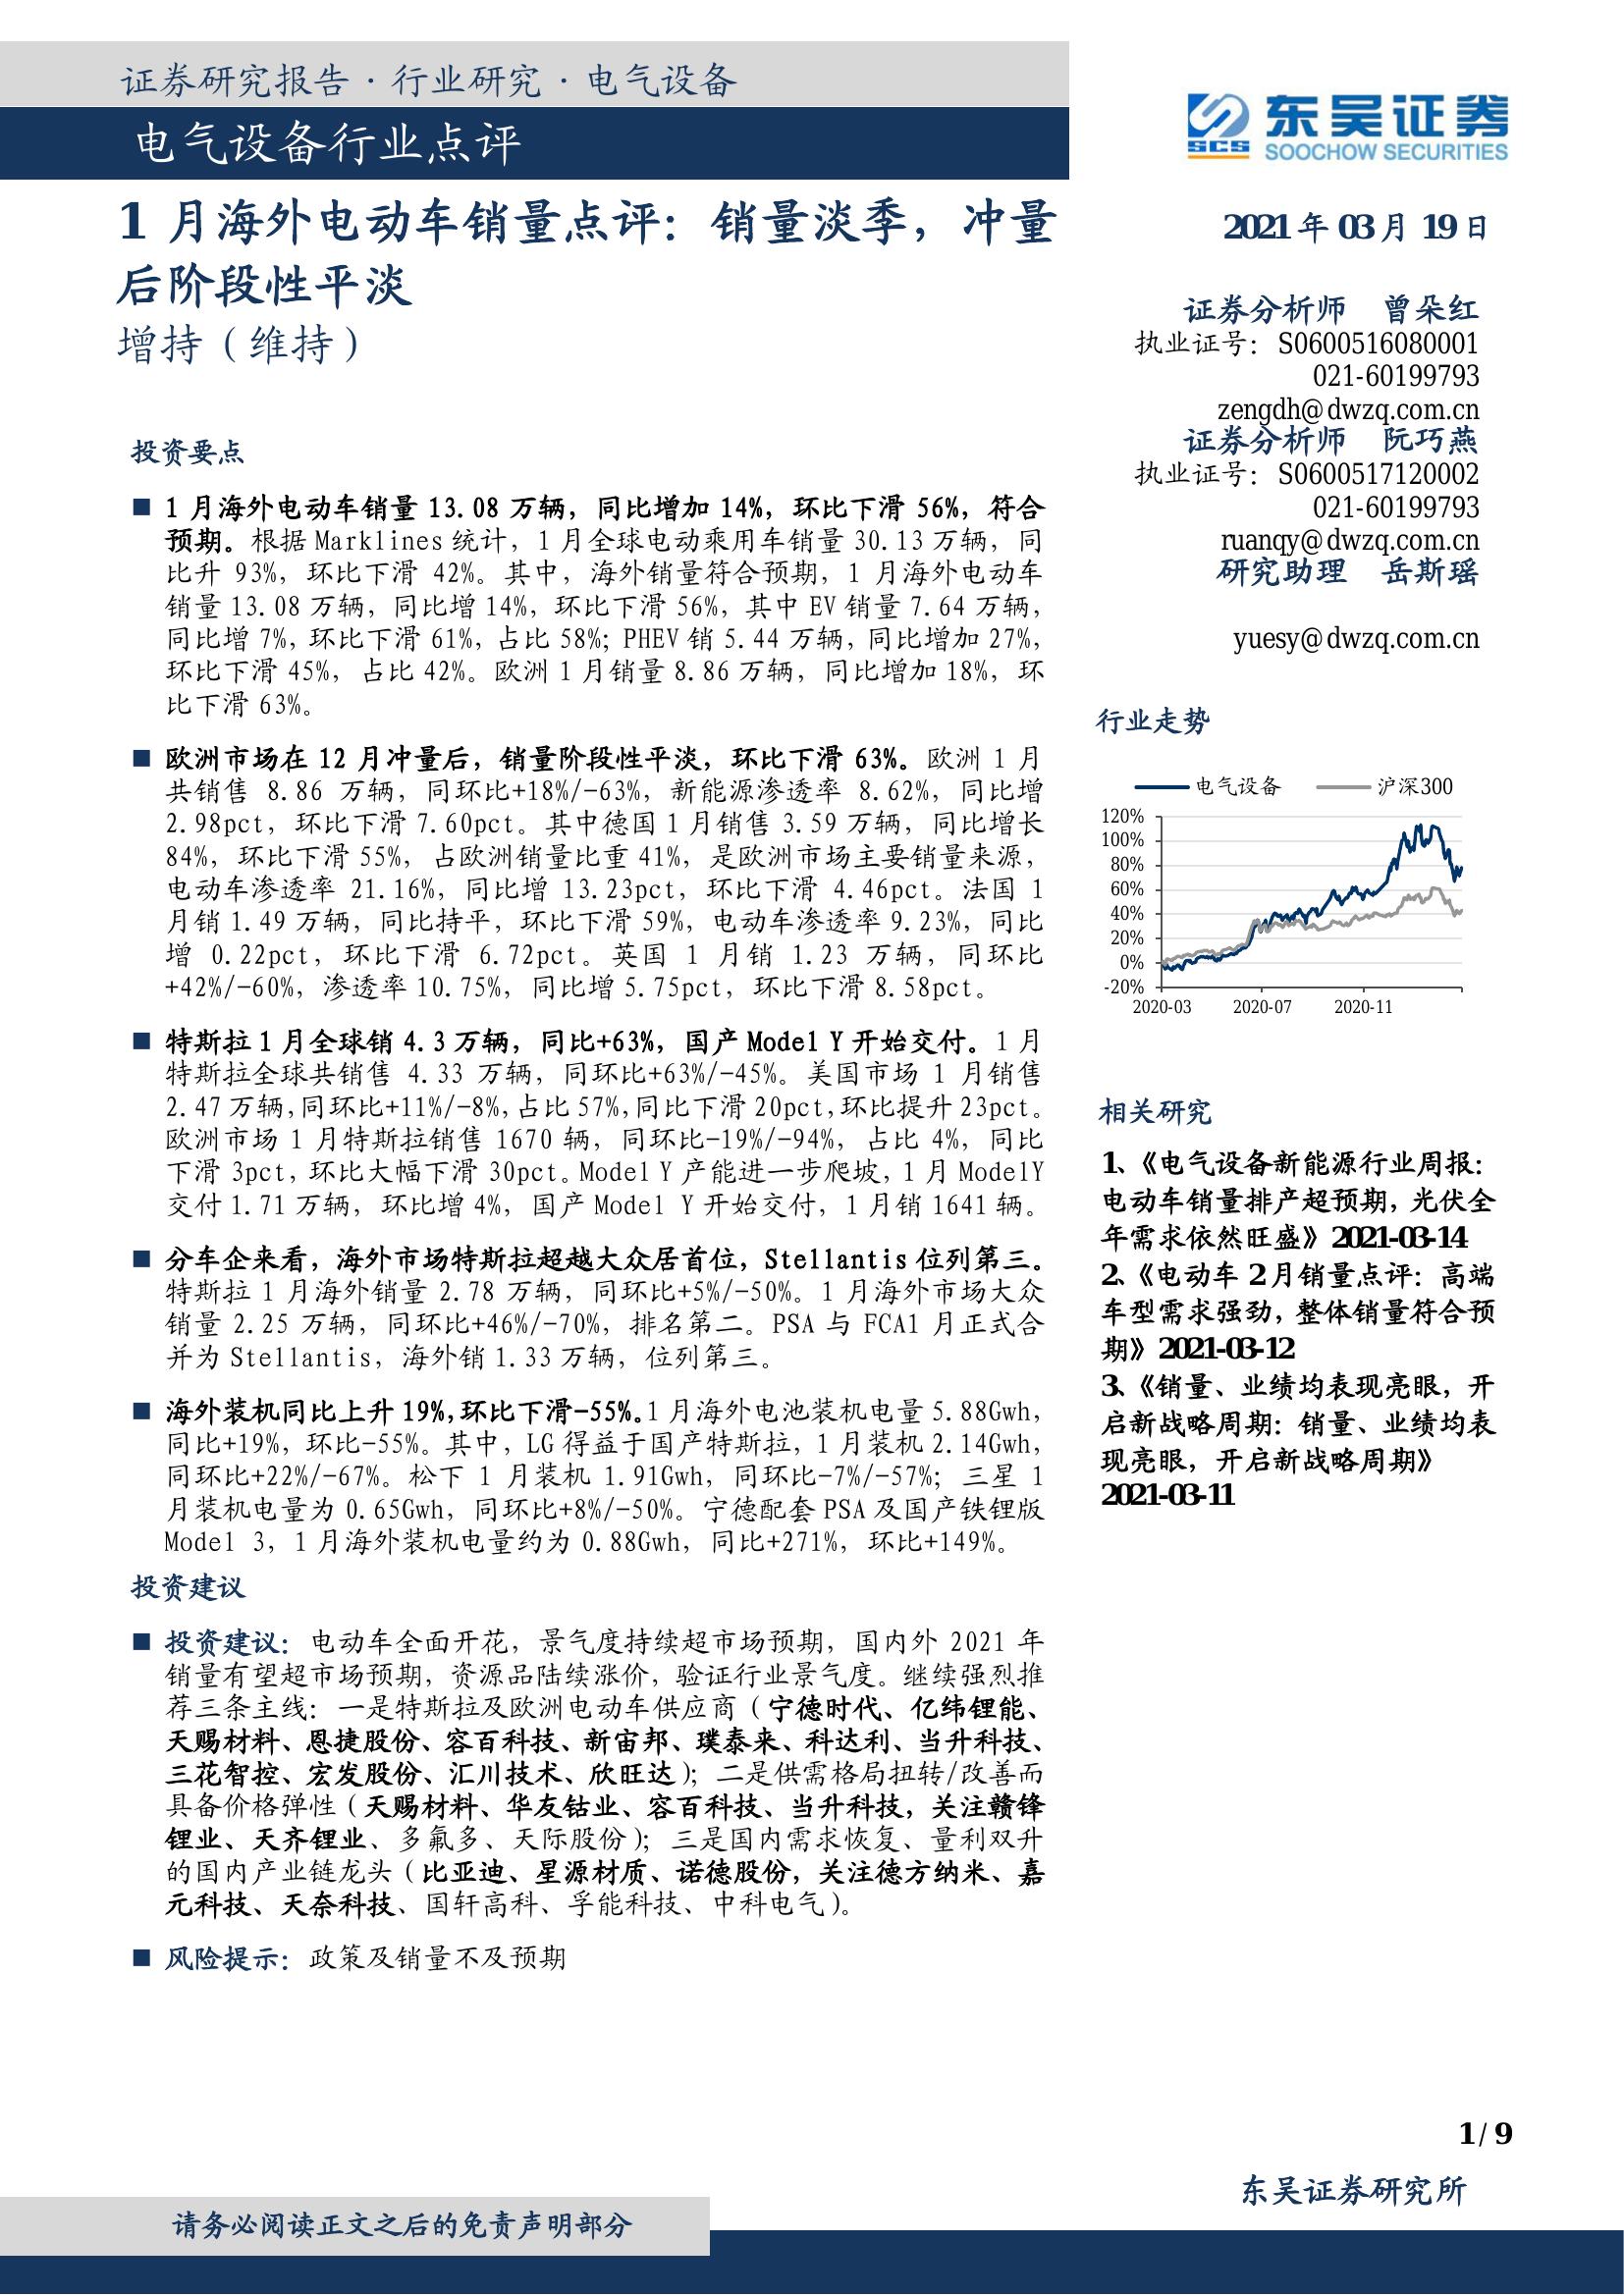 证券研究报告·行业研究·电气设备
电气设备行业点评
东吴证券
SCS
SOOCHOW SECURITIES
1 月海外电动车销量点评：销量淡季，冲量
后阶段性平淡
增持（维持）
2021 年 03 月 19 日
证券分析师 曾朵红
执业证号：S0600516080001
021-60199793
zengdh@dwzq.com.cn
证券分析师 阮巧燕
执业证号：S0600517120002
021-60199793
ruanqy@dwzq.com.cn
研究助理 岳斯瑶
yuesy@dwzq.com.cn
投资要点
■ 1 月海外电动车销量 13.08 万辆，同比增加 14%，环比下滑 56%，符合
预期。根据 Marklines 统计，1 月全球电动乘用车销量 30.13 万辆，同
比升 93%，环比下滑 42%。其中，海外销量符合预期，1 月海外电动车
销量 13.08 万辆，同比增 14%，环比下滑 56%，其中 EV 销量 7.64 万辆，
同比增 7%，环比下滑 61%，占比 58%；PHEV 销 5.44 万辆，同比增加 27%，
环比下滑 45%，占比 42%。欧洲 1 月销量 8.86 万辆，同比增加 18%，环
比下滑 63%。
■ 欧洲市场在 12 月冲量后，销量阶段性平淡，环比下滑 63%。欧洲 1 月
共销售 8.86 万辆，同环比+18%/-63%，新能源渗透率 8.62%，同比增
2.98pct，环比下滑 7.60pct。其中德国 1 月销售 3.59 万辆，同比增长
84%，环比下滑 55%，占欧洲销量比重 41%，是欧洲市场主要销量来源，
电动车渗透率 21.16%，同比增 13.23pct，环比下滑 4.46pct。法国 1
月销 1.49 万辆，同比持平，环比下滑 59%，电动车渗透率 9.23%，同比
增 0.22pct，环比下滑 6.72pct。英国 1 月销 1.23 万辆，同环比
+42%/-60%，渗透率 10.75%，同比增 5.75pct，环比下滑 8.58pct。
■ 特斯拉 1 月全球销 4.3 万辆，同比+63%，国产 Model Y 开始交付。1 月
特斯拉全球共销售 4.33 万辆，同环比+63%/-45%。美国市场 1 月销售
2.47 万辆，同环比+11%/-8%，占比 57%，同比下滑 20pct，环比提升 23pct。
欧洲市场 1 月特斯拉销售 1670 辆，同环比-19%/-94%，占比 4%，同比
下滑 3pct，环比大幅下滑 30pct。Model Y 产能进一步爬坡，1 月 ModelY
交付 1.71 万辆，环比增 4%，国产 Model Y 开始交付，1 月销 1641 辆。
■ 分车企来看，海外市场特斯拉超越大众居首位，Stellantis 位列第三。
特斯拉 1 月海外销量 2.78 万辆，同环比+5%/-50%。1 月海外市场大众
销量 2.25 万辆，同环比+46%/-70%，排名第二。PSA 与 FCA1 月正式合
并为 Stellantis，海外销 1.33 万辆，位列第三。
■ 海外装机同比上升 19%，环比下滑-55%。1 月海外电池装机电量 5.88Gwh，
同比+19%，环比-55%。其中，LG 得益于国产特斯拉，1 月装机 2.14Gwh，
同环比+22%/-67%。松下 1 月装机 1.91Gwh，同环比-7%/-57%；三星 1
月装机电量为 0.65Gwh，同环比+8%/-50%。宁德配套 PSA 及国产铁锂版
Model 3，1 月海外装机电量约为 0.88Gwh，同比+271%，环比+149%。
投资建议
■ 投资建议：电动车全面开花，景气度持续超市场预期，国内外 2021 年
销量有望超市场预期，资源品陆续涨价，验证行业景气度。继续强烈推
荐三条主线：一是特斯拉及欧洲电动车供应商（宁德时代、亿纬锂能、
天赐材料、恩捷股份、容百科技、新宙邦、璞泰来、科达利、当升科技、
三花智控、宏发股份、汇川技术、欣旺达）；二是供需格局扭转/改善而
具备价格弹性（天赐材料、华友钴业、容百科技、当升科技，关注赣锋
锂业、天齐锂业、多氟多、天际股份）；三是国内需求恢复、量利双升
的国内产业链龙头（比亚迪、星源材质、诺德股份，关注德方纳米、嘉
元科技、天奈科技、国轩高科、孚能科技、中科电气）。
■ 风险提示：政策及销量不及预期
行业走势
电气设备 沪深300
120%
100%
80%
60%
40%
20%
0%
-20%
2020-03 2020-07 2020-11
相关研究
1、《电气设备新能源行业周报：
电动车销量排产超预期，光伏全
年需求依然旺盛》2021-03-14
2、《电动车 2 月销量点评：高端
车型需求强劲，整体销量符合预
期》2021-03-12
3、《销量、业绩均表现亮眼，开
启新战略周期：销量、业绩均表
现亮眼，开启新战略周期》
2021-03-11
1 / 9
东吴证券研究所
请务必阅读正文之后的免责声明部分